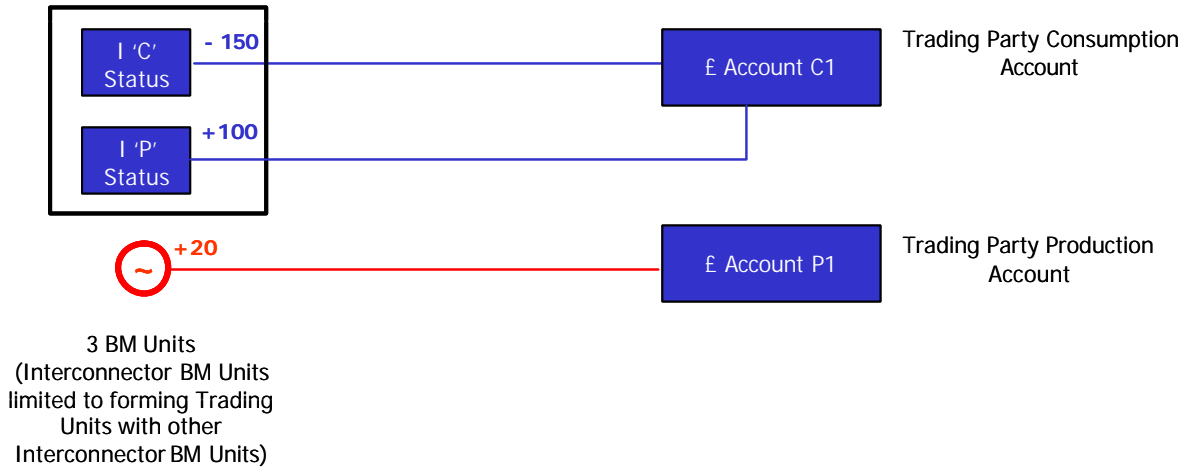 I ‘C’
Status
- 150
£ Account C1
Trading Party Consumption
Account
I ‘P’
Status
+100
~
+20
£ Account P1
Trading Party Production
Account
3 BM Units
(Interconnector BM Units
limited to forming Trading
Units with other
Interconnector BM Units)